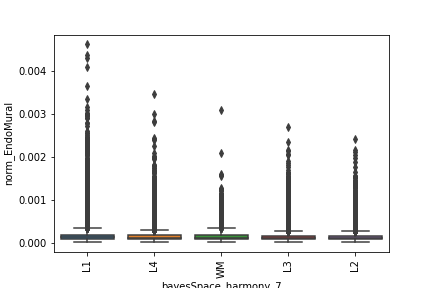 0.004
0.003
0.002
0.001
0.000
norm_EndoMural
L1
L4
WM
L3
L2
bayesSpace_harmony_7